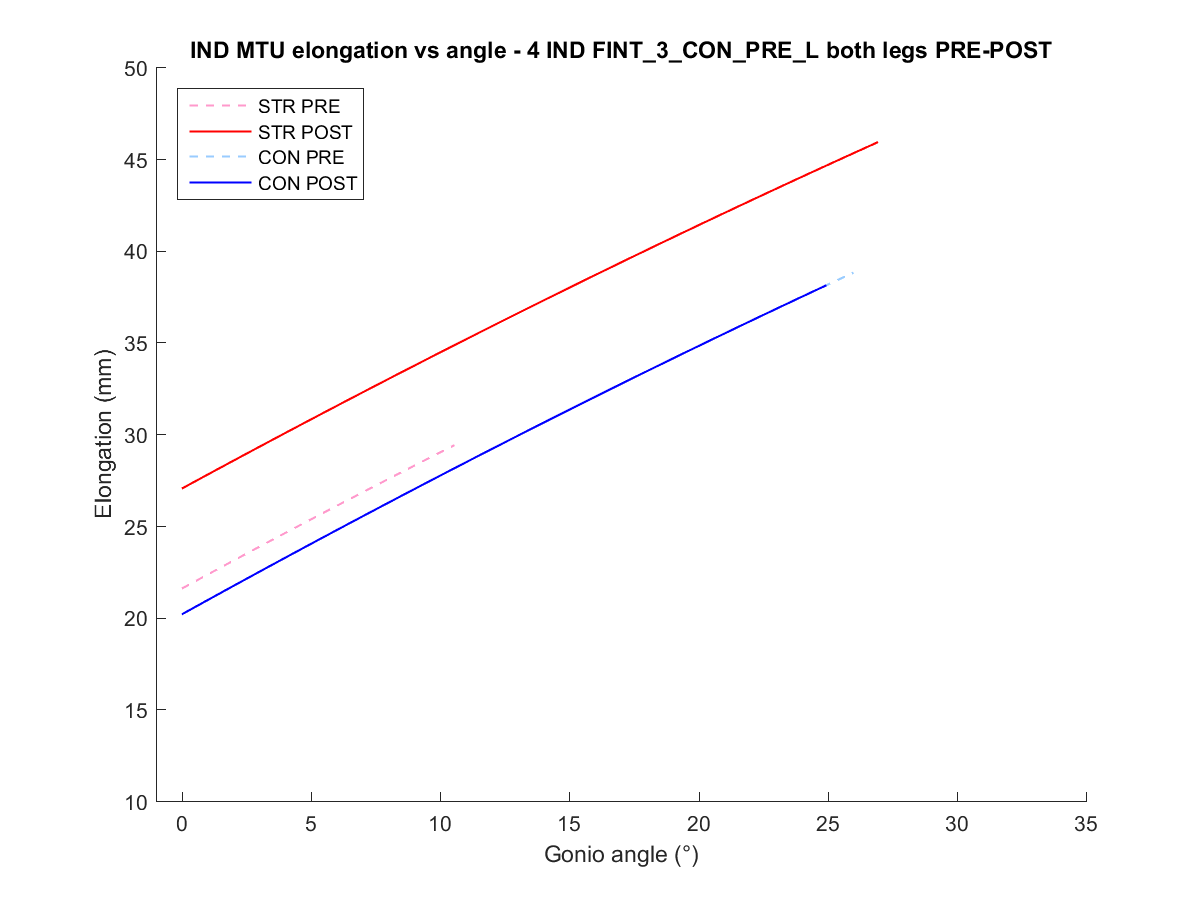 IND MTU elongation vs angle - 4 IND FINT_3_CON_PRE_L both legs PRE-POST
50
45
40
35
30
25
20
15
10
STR PRE
STR POST
CON PRE
CON POST
Elongation (mm)
0 5 10 15 20 25 30 35
Gonio angle (°)